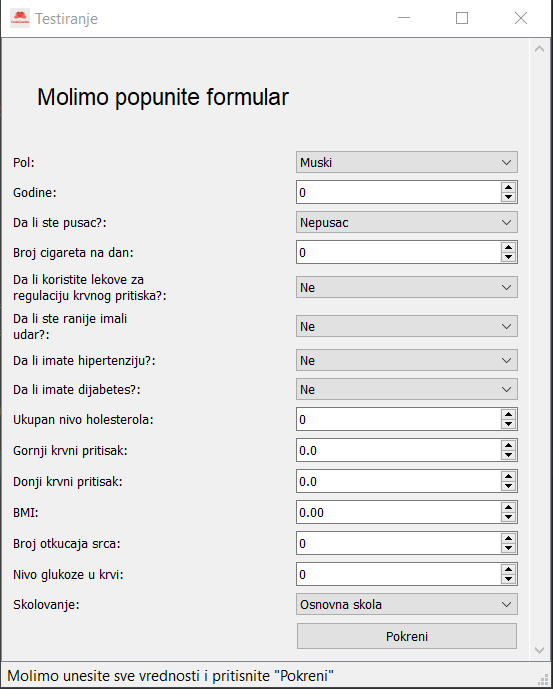 Testiranje
Molimo popunite formular
Pol: Muski
Godine: 0
Da li ste pusac?: Nepusac
Broj cigareta na dan: 0
Da li koristite lekove za
regulaciju krvnog pritiska?: Ne
Da li ste ranije imali
udar?: Ne
Da li imate hipertenziju?: Ne
Da li imate dijabetes?: Ne
Ukupan nivo holesterola: 0
Gornji krvni pritisak: 0.0
Donji krvni pritisak: 0.0
BMI: 0.00
Broj otkucaja srca: 0
Nivo glukoze u krvi: 0
Skolovanje: Osnovna skola
Pokreni
Molimo unesite sve vrednosti i pritisnite "Pokreni"